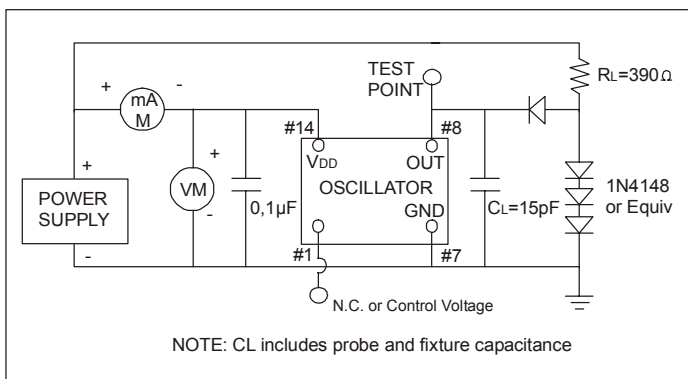 TEST
POINT
RL=390Ω
+
-
mA
M
#14
#8
+
+
VDD
OUT
POWER
SUPPLY
VM
OSCILLATOR
1N4148
or Equiv
-
0,1µF
GND
CL=15pF
-
#1
#7
N.C. or Control Voltage
NOTE: CL includes probe and fixture capacitance